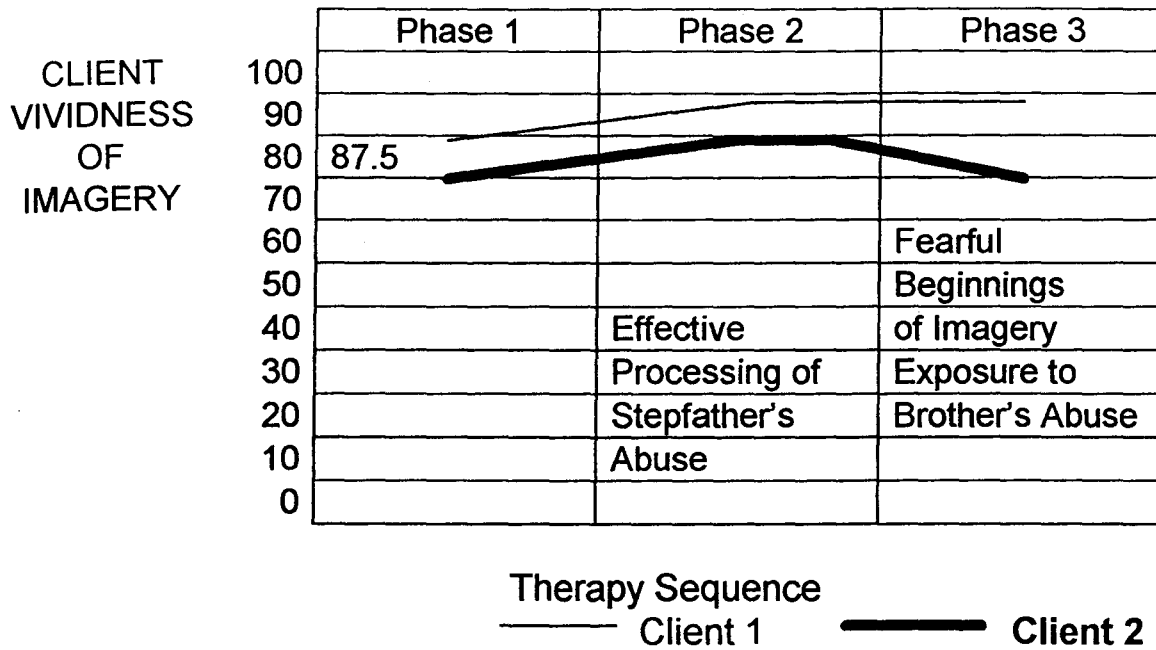 Phase 1 Phase 2 Phase 3
CLIENT
VIVIDNESS
OF
IMAGERY
100
90
80 87.5
70
60 Fearful
50 Beginnings
40 Effective of Imagery
30 Processing of Exposure to
20 Stepfather's Brother's Abuse
10 Abuse
0
Therapy Sequence
Client 1 Client 2